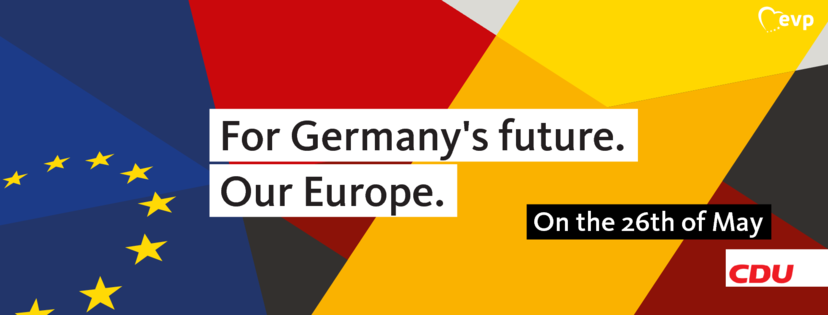 evp
For Germany's future.
Our Europe.
On the 26th of May
CDU